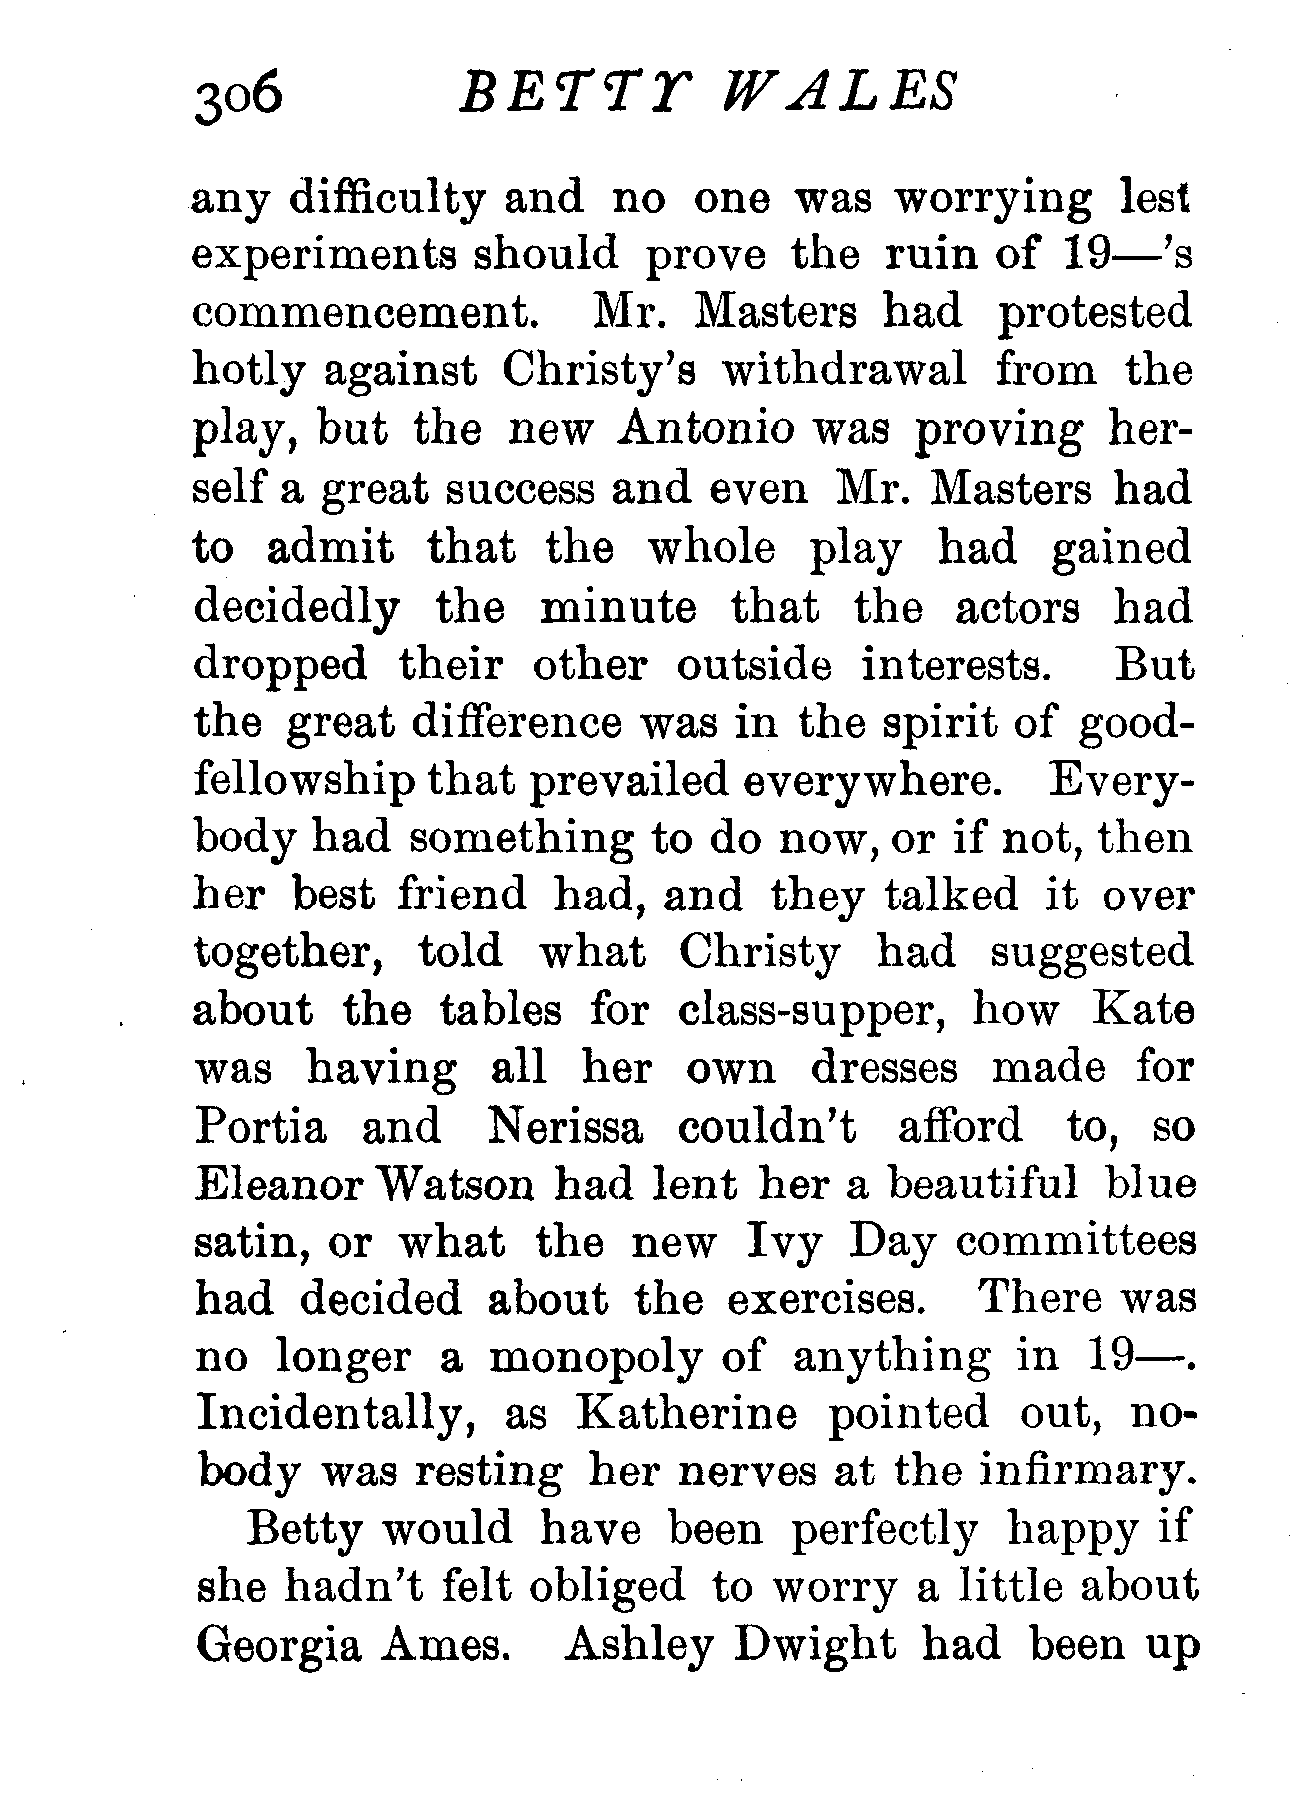 306 BETTY WALES
any difficulty and no one was worrying lest
experiments should prove the ruin of 19—'s
commencement. Mr. Masters had protested
hotly against Christy's withdrawal from the
play, but the new Antonio was proving her-
self a great success and even Mr. Masters had
to admit that the whole play had gained
decidedly the minute that the actors had
dropped their other outside interests. But
the great difference was in the spirit of good-
fellowship that prevailed everywhere. Every-
body had something to do now, or if not, then
her best friend had, and they talked it over
together, told what Christy had suggested
about the tables for class-supper, how Kate
was having all her own dresses made for
Portia and Nerissa couldn't afford to, so
Eleanor Watson had lent her a beautiful blue
satin, or what the new Ivy Day committees
had decided about the exercises. There was
no longer a monopoly of anything in 19—.
Incidentally, as Katherine pointed out, no-
body was resting her nerves at the infirmary.
Betty would have been perfectly happy if
she hadn't felt obliged to worry a little about
Georgia Ames. Ashley Dwight had been up